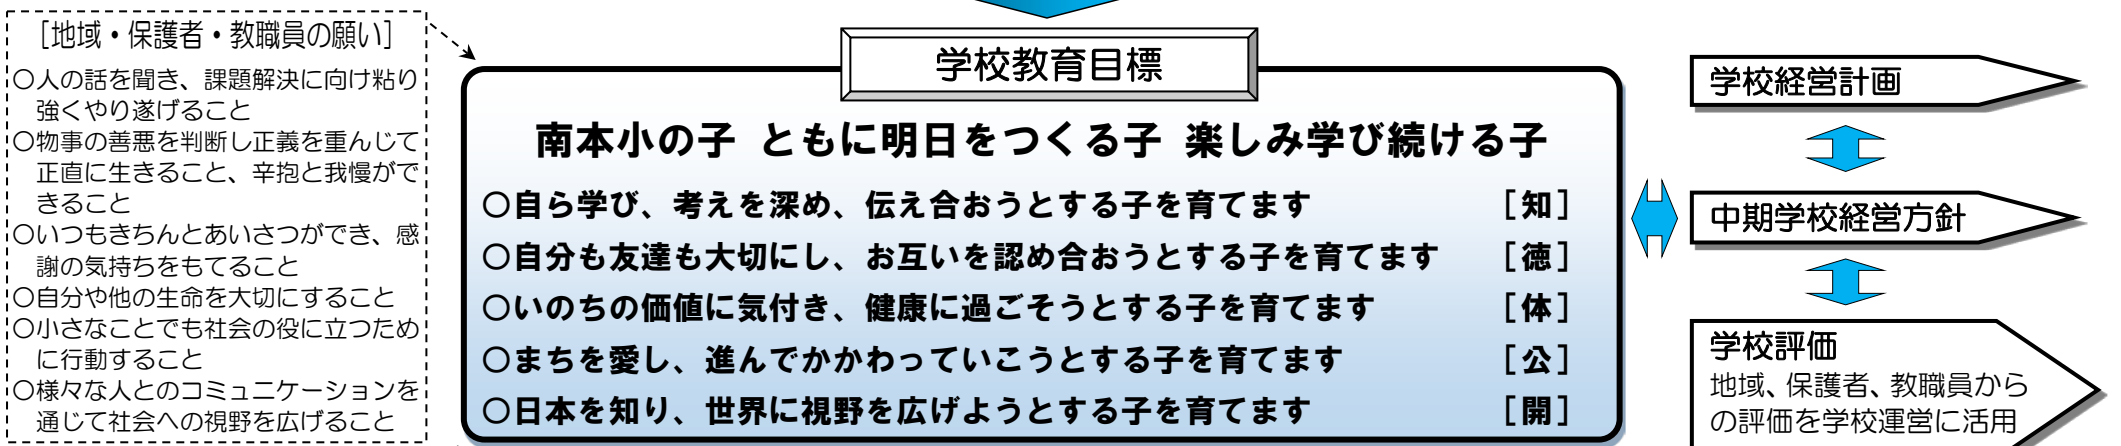 ［地域・保護者・教職員の願い］
○人の話を聞き、課題解決に向け粘り
強くやり遂げること
○物事の善悪を判断し正義を重んじて
正直に生きること、辛抱と我慢がで
きること
○いつもきちんとあいさつができ、感
謝の気持ちをもてること
○自分や他の生命を大切にすること
○小さなことでも社会の役に立つため
に行動すること
○様々な人とのコミュニケーションを
通じて社会への視野を広げること
学校教育目標
南本小の子 ともに明日をつくる子 楽しみ学び続ける子
○自ら学び、考えを深め、伝え合おうとする子を育てます ［知］
○自分も友達も大切にし、お互いを認め合おうとする子を育てます ［徳］
○いのちの価値に気付き、健康に過ごそうとする子を育てます ［体］
○まちを愛し、進んでかかわっていこうとする子を育てます ［公］
○日本を知り、世界に視野を広げようとする子を育てます ［開］
学校経営計画
中期学校経営方針
学校評価
地域、保護者、教職員から
の評価を学校運営に活用